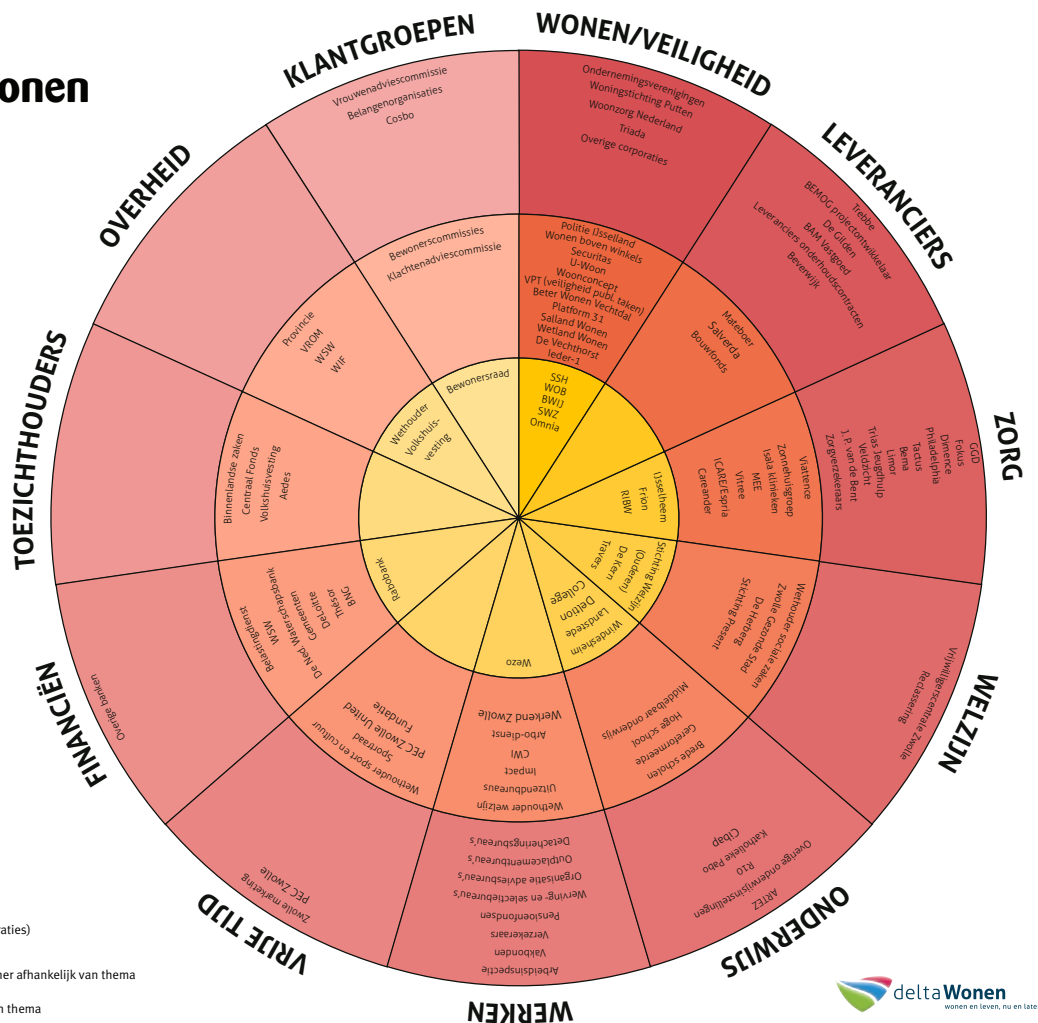 onen
KLANTGROEPEN
Vrouwenadviescommissie
Belangenorganisaties
Cosbo
Bewonerscommissies
Klachtenadviescommissie
Bewonersraad
WONEN/VEILIGHEID
Ondernemingsverenigingen
Woningstichting Putten
Woonzorg Nederland
Triada
Overige corporaties
Politie IJsselland
Wonen boven winkels
Securitas
U-Woon
Woonconcept
VPT (veiligheid publ. taken)
Beter Wonen Vechtdal
Platform 31
Salland Wonen
Wetland Wonen
De Vechthorst
Ieder-1
SSH
WOB
BWIJ
SWZ
Omnia
LEVERANCIERS
Trebbe
BEMOG projectontwikkelaar
De Gilden
BAM Vastgoed
Leveranciers onderhoudscontracten
Beverwijk
Mateboer
Salverda
Bouwfonds
ZORG
GGD
Fokus
Dimence
Philadelphia
Tactus
Bema
Limor
Trias Jeugdhulp
Veldzicht
J. P. van de Bent
Zorgverzekeraars
Viattence
Zonnehuisgroep
Isala klinieken
MEE
Vitree
ICARE/Espria
Careander
IJsselheem
Frion
RIBW
WELZIJN
Vrijwilligerscentrale Zwolle
Reclassering
Wethouder sociale zaken
Zwolle Gezonde Stad
De Herberg
Stichting Present
Stichting Welzijn
(Ouderen)
De Kern
Travers
ONDERWIJS
Cibap
Katholieke Pabo
R10
Overige onderwijsinstellingen
ARTEZ
Middelbaar onderwijs
Hoge school
Gereformeerde
Brede scholen
College
Deltion
Landstede
Windesheim
WERKEN
Wezo
Werkend Zwolle
Arbo-dienst
CWI
Impact
Uitzendbureaus
Wethouder welzijn
Detacheringsbureau's
Outplacementbureau's
Organisatie adviesbureau's
Werving- en selectiebureau's
Pensioenfondsen
Verzekeraars
Vakbonden
Arbeidsinspectie
VRIJE TIJD
Fundatie
PEC Zwolle United
Sportraad
Wethouder sport en cultuur
PEC Zwolle
Zwolle marketing
FINANCIËN
Overige banken
Belastingdienst
WSW
De Ned. Waterschapsbank
Gemeenten
Deloitte
Thésor
BNG
Rabobank
TOEZICHTHOUDERS
Binnenlandse zaken
Centraal Fonds
Volkshuisvesting
Aedes
OVERHEID
Provincie
VROM
WSW
WIF
Wethouder
Volkshuis-
vesting
raties)
ner afhankelijk van thema
n thema
deltaWonen
wonen en leven, nu en late